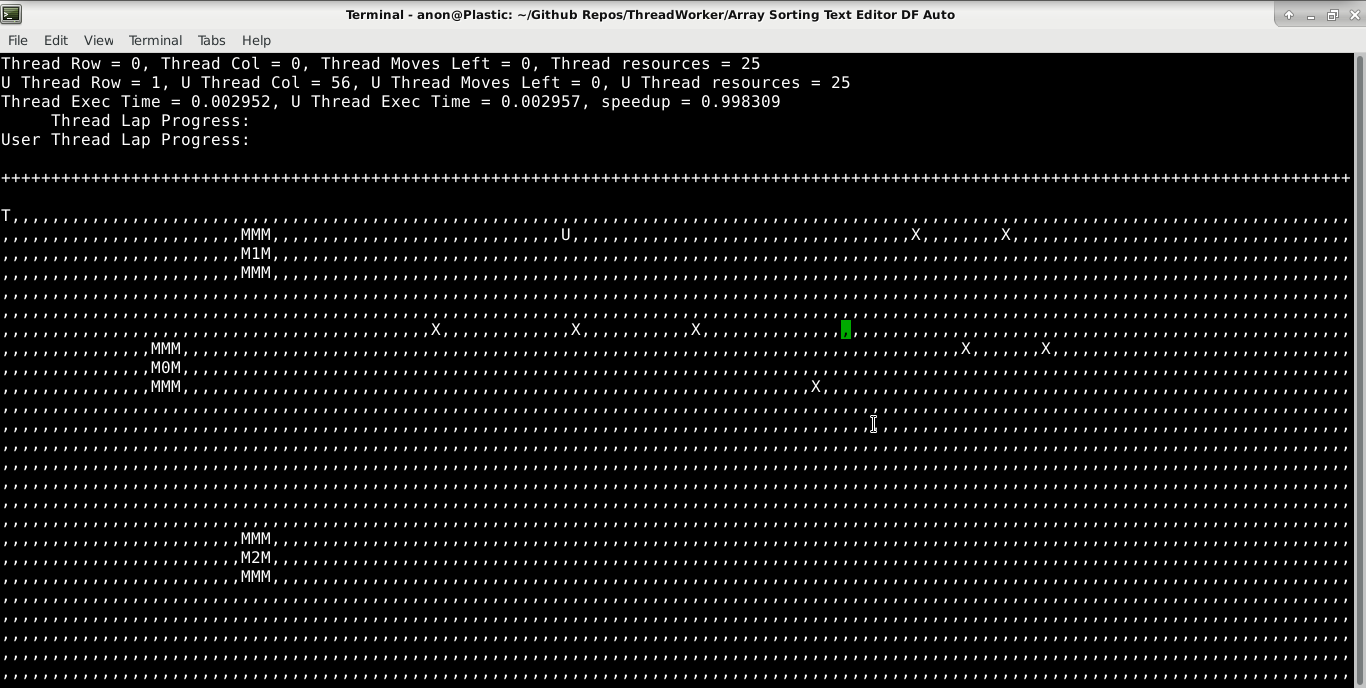 Terminal - anon@Plastic: ~/Github Repos/ThreadWorker/Array Sorting Text Editor DF Auto
File Edit View Terminal Tabs Help
Thread Row = 0, Thread Col = 0, Thread Moves Left = 0, Thread resources = 25
U Thread Row = 1, U Thread Col = 56, U Thread Moves Left = 0, U Thread resources = 25
Thread Exec Time = 0.002952, U Thread Exec Time = 0.002957, speedup = 0.998309
Thread Lap Progress:
User Thread Lap Progress:
T
MMM U X X
M1M
MMM
X X X
MMM X X
M0M
MMM X
MMM
M2M
MMM